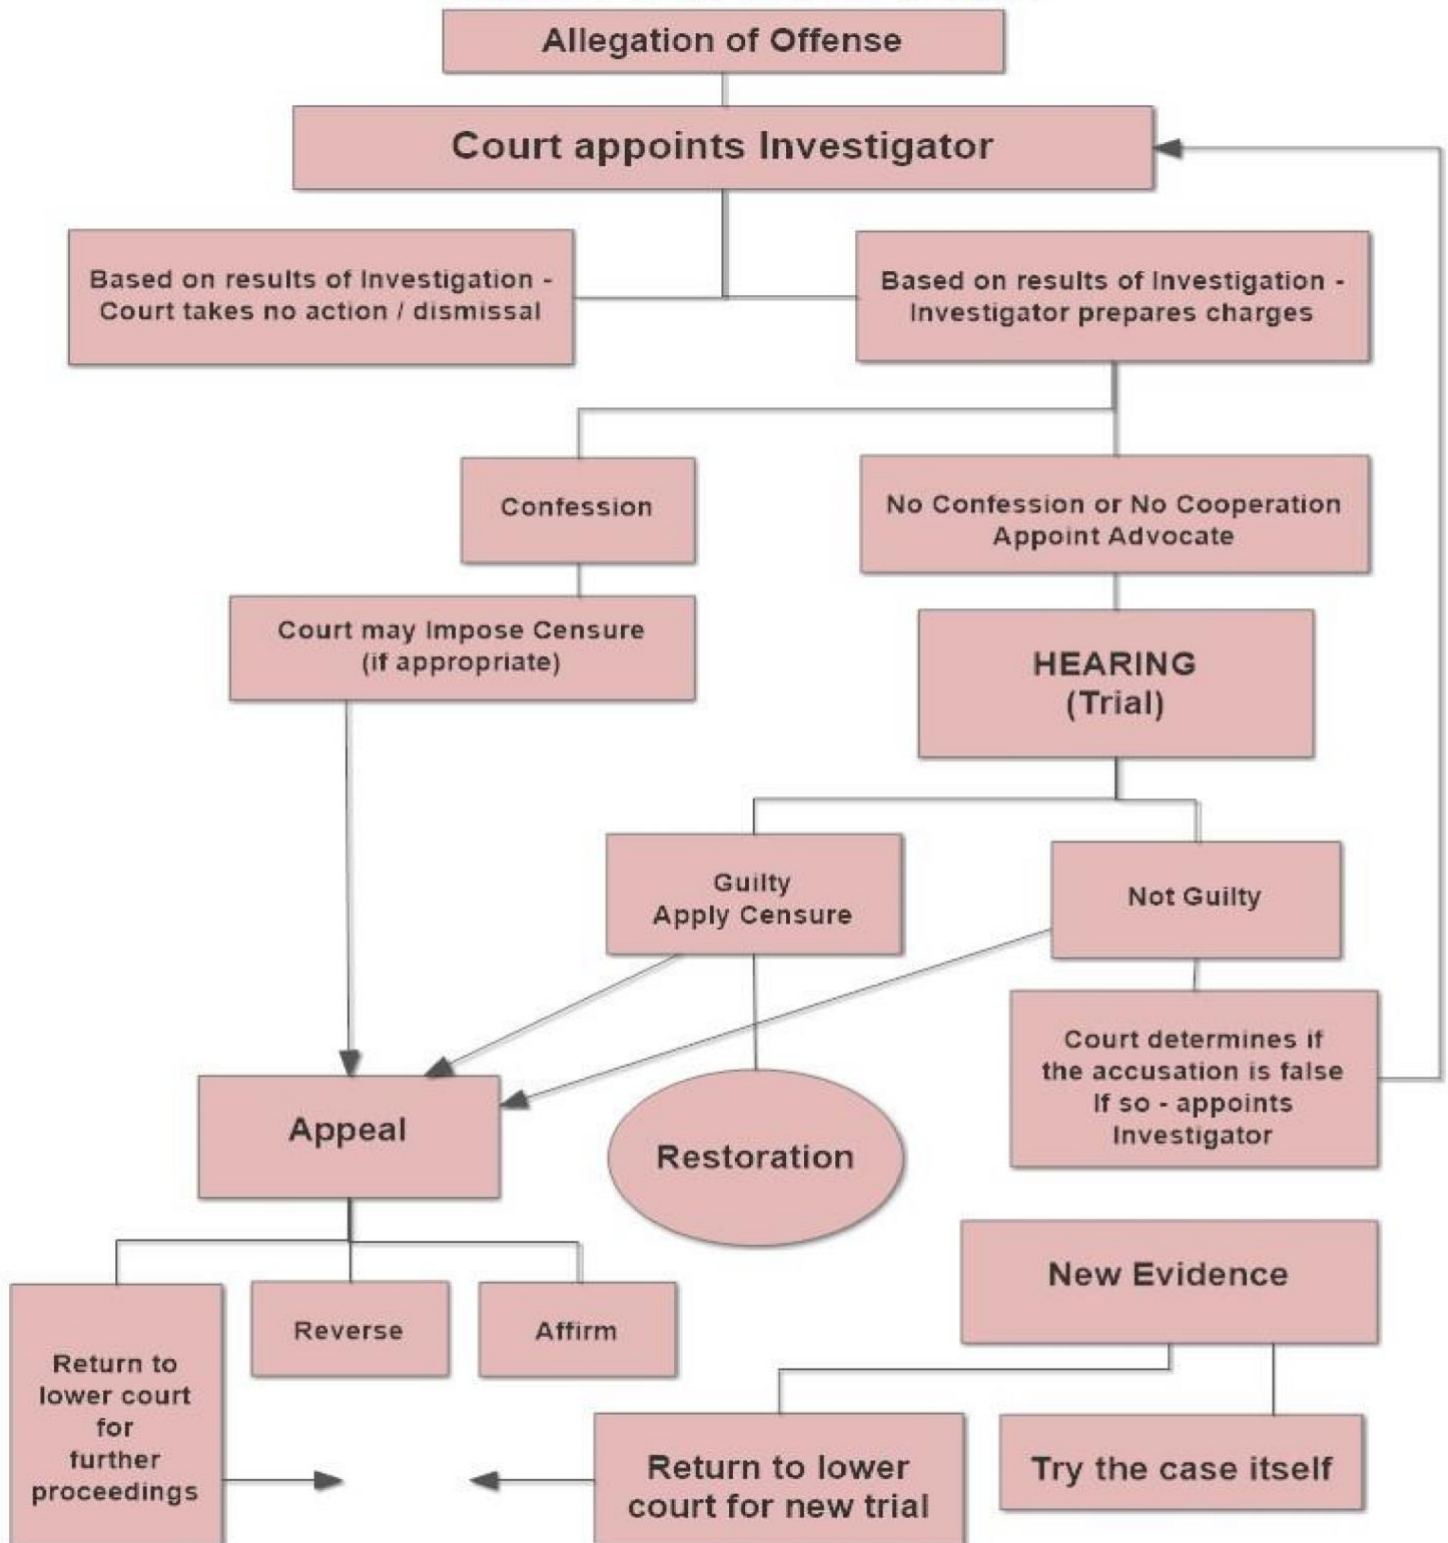 Allegation of Offense
Court appoints Investigator
Based on results of Investigation -
Court takes no action / dismissal
Based on results of Investigation -
Investigator prepares charges
Confession
No Confession or No Cooperation
Appoint Advocate
Court may Impose Censure
(if appropriate)
HEARING
(Trial)
Guilty
Apply Censure
Not Guilty
Court determines if
the accusation is false
If so - appoints
Investigator
Appeal
Restoration
New Evidence
Reverse
Affirm
Return to
lower court
for
further
proceedings
Return to lower
court for new trial
Try the case itself